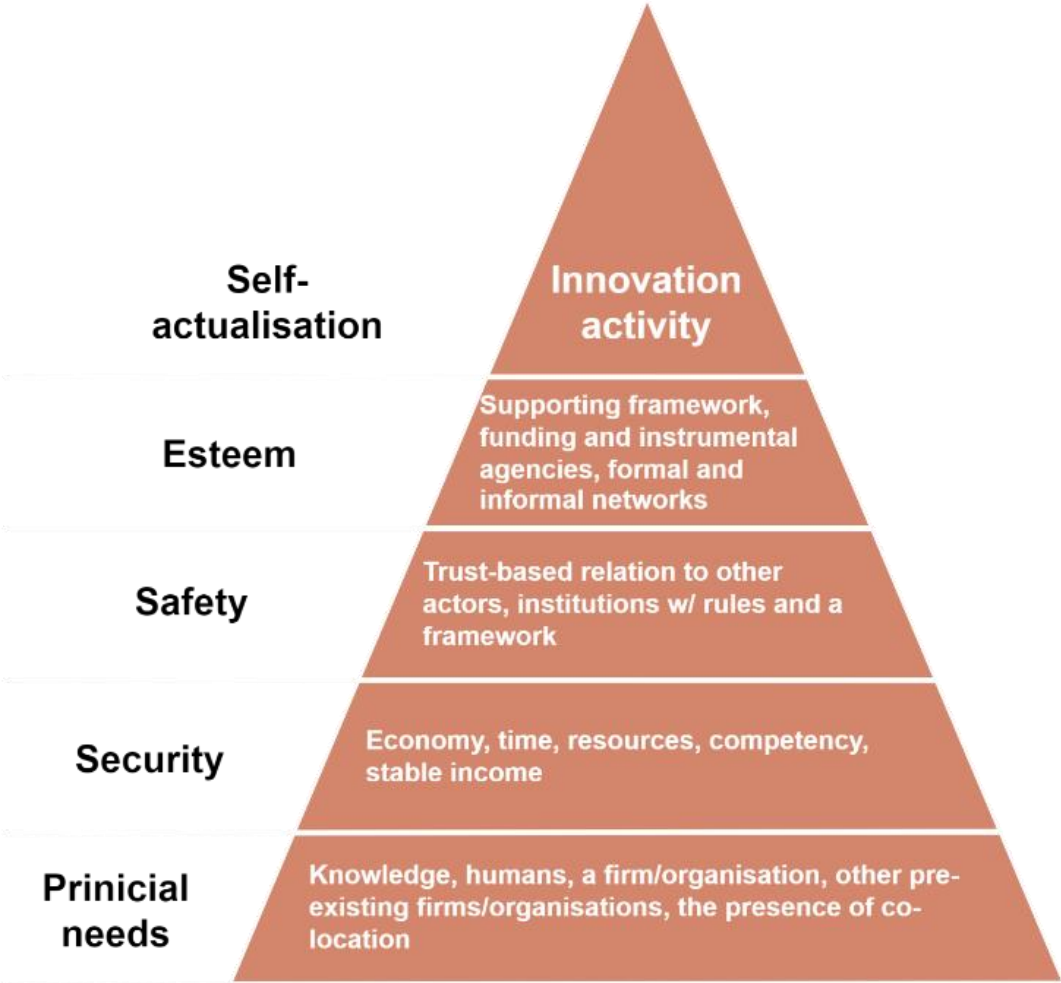 Self-
actualisation
Innovation
activity
Esteem
Supporting framework,
funding and instrumental
agencies, formal and
informal networks
Safety
Trust-based relation to other
actors, institutions w/ rules and a
framework
Security
Economy, time, resources, competency,
stable income
Prinicial
needs
Knowledge, humans, a firm/organisation, other pre-
existing firms/organisations, the presence of co-
location